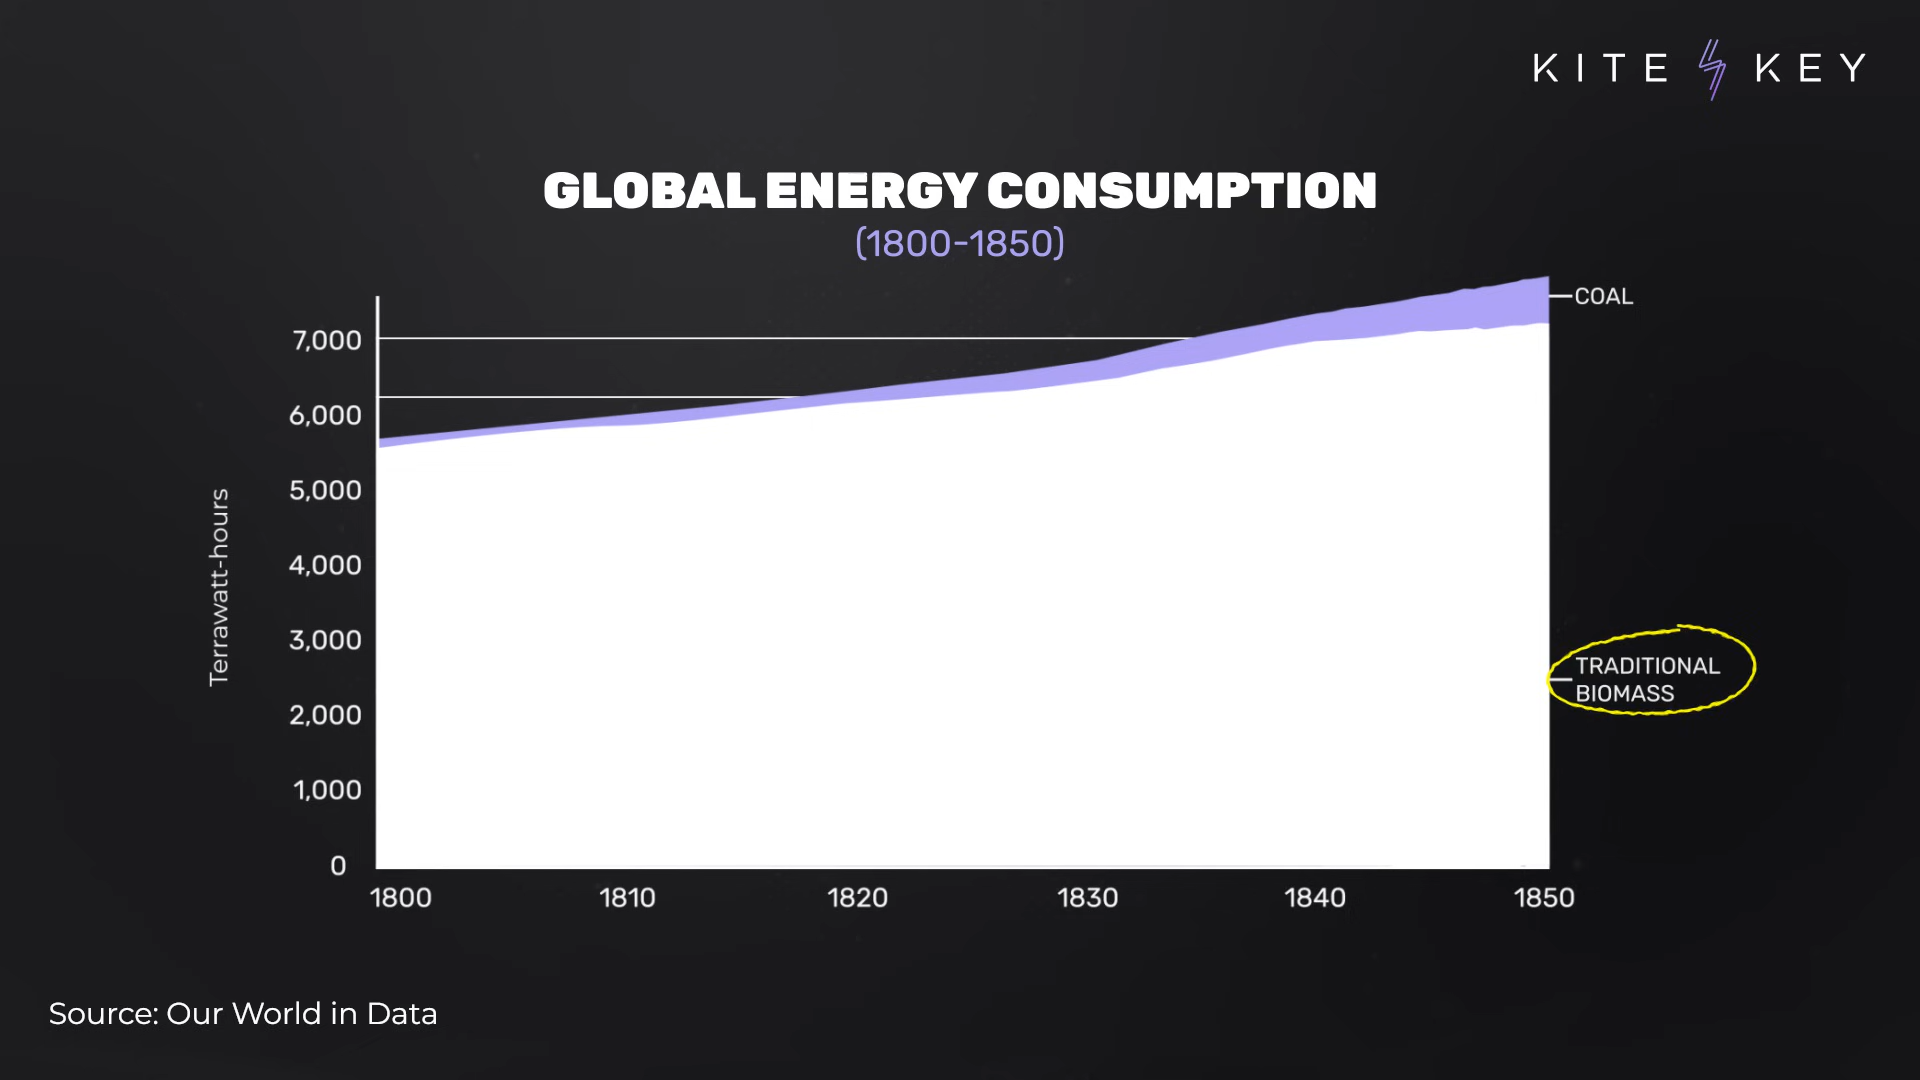 KITE KEY
GLOBAL ENERGY CONSUMPTION
(1800-1850)
COAL
7,000
6,000
5,000
4,000
3,000
2,000
1,000
0
Terrawatt-hours
TRADITIONAL
BIOMASS
1800 1810 1820 1830 1840 1850
Source: Our World in Data